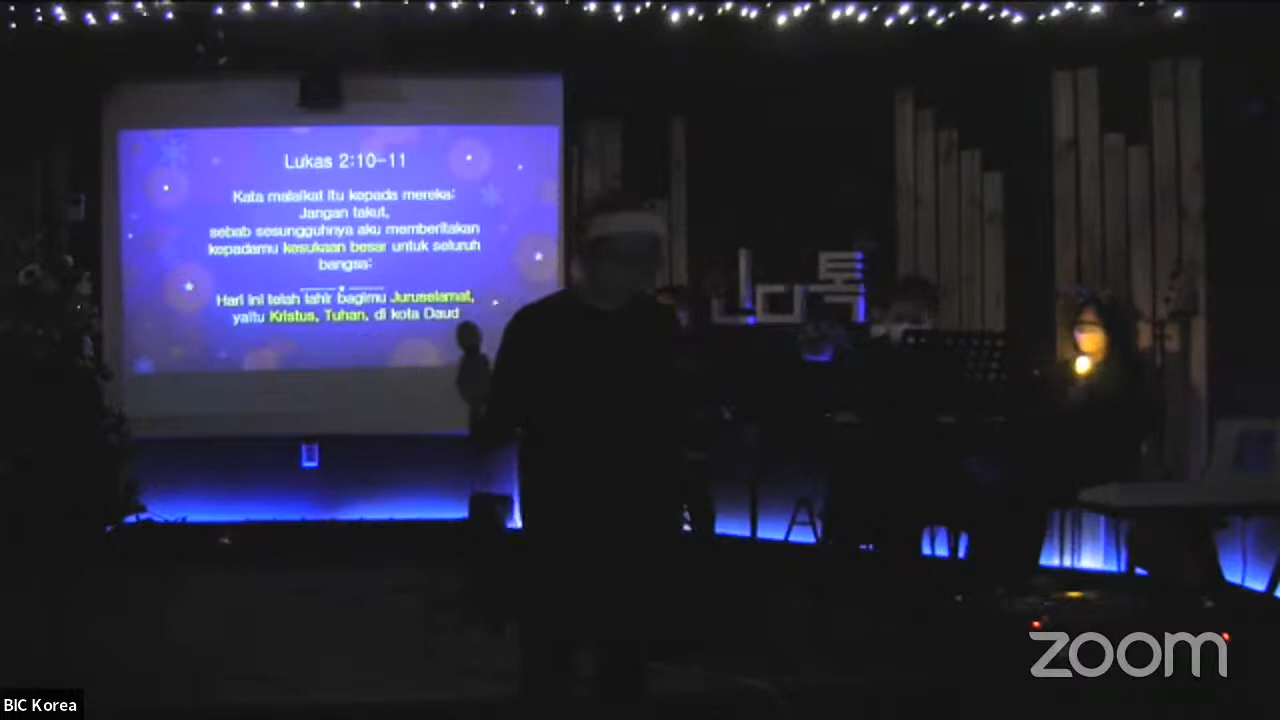 Lukas 2:10-11
Kata malaikat itu kepada mereka:
Jangan takut,
sebab sesungguhnya aku memberitakan
kepadamu kesukaan besar untuk seluruh
bangsa:
Hari ini telah lahir bagimu Juruselamat,
yaitu Kristus, Tuhan, di kota Daud
zoom
BIC Korea